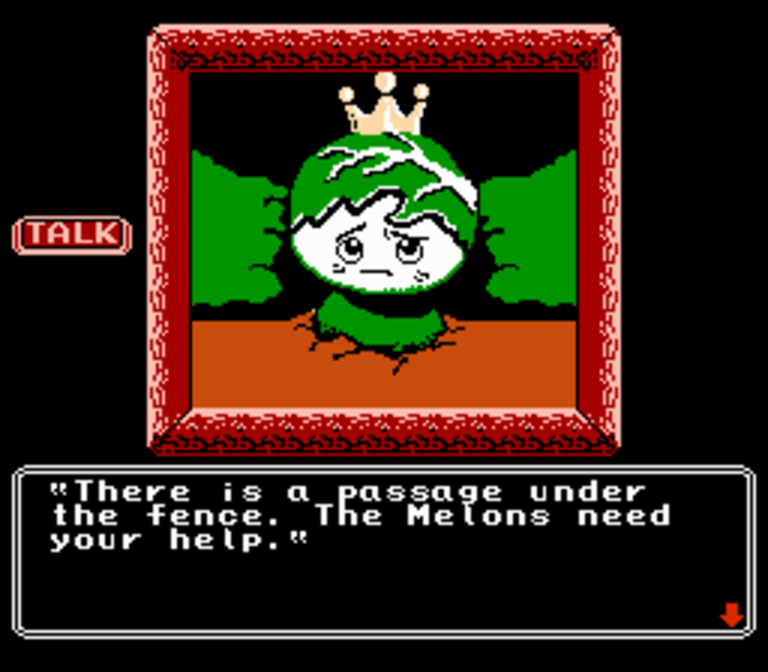 TALK
"There is a passage under
the fence. The Melons need
your help."